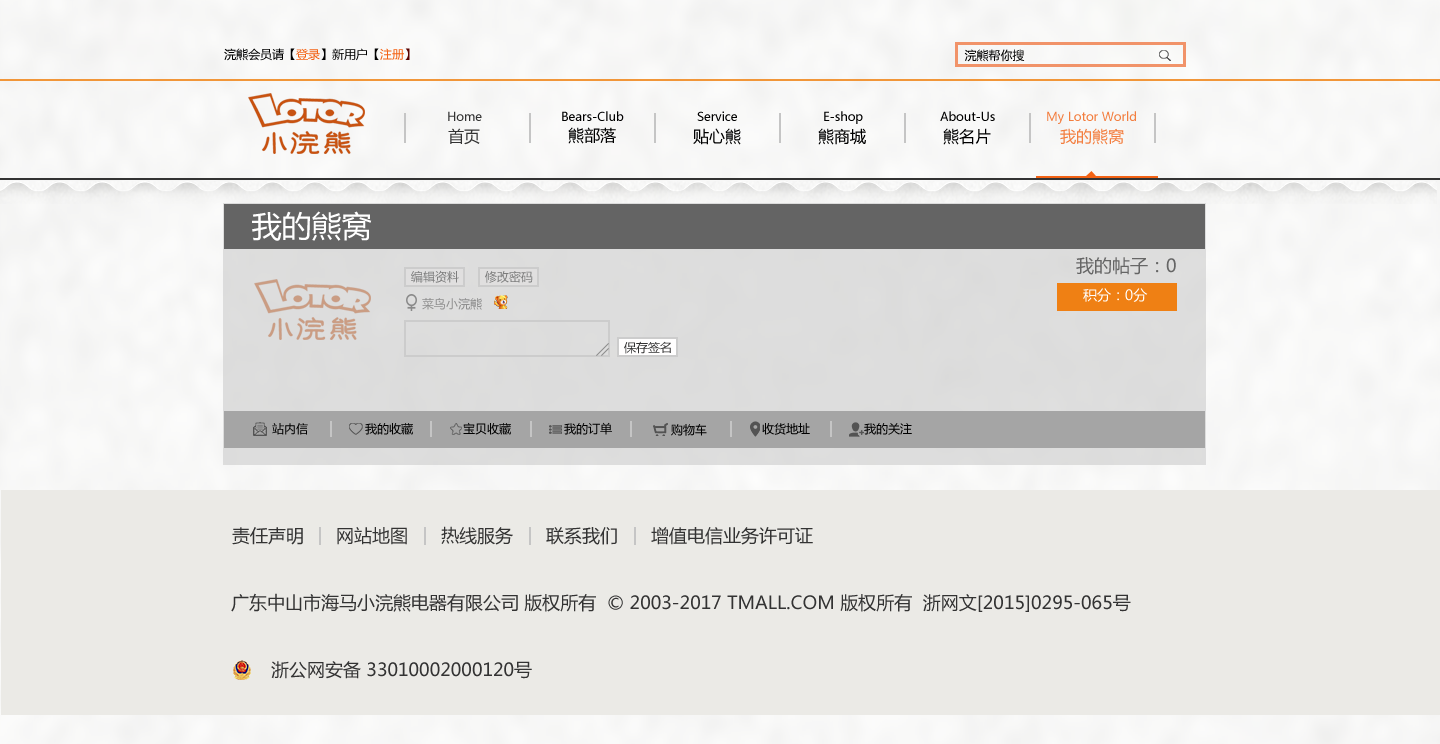 浣熊会员请【登录】新用户【注册】
浣熊帮你搜
LOTOR
小浣熊
Home
首页
Bears-Club
熊部落
Service
贴心熊
E-shop
熊商城
About-Us
熊名片
My Lotor World
我的熊窝
我的熊窝
LOTOR
小浣熊
编辑资料 修改密码
菜鸟小浣熊
保存签名
我的帖子：0
积分：0分
站内信 我的收藏 宝贝收藏 我的订单 购物车 收货地址 我的关注
责任声明 网站地图 热线服务 联系我们 增值电信业务许可证
广东中山市海马小浣熊电器有限公司 版权所有 © 2003-2017 TMALL.COM 版权所有 浙网文[2015]0295-065号
浙公网安备 33010002000120号